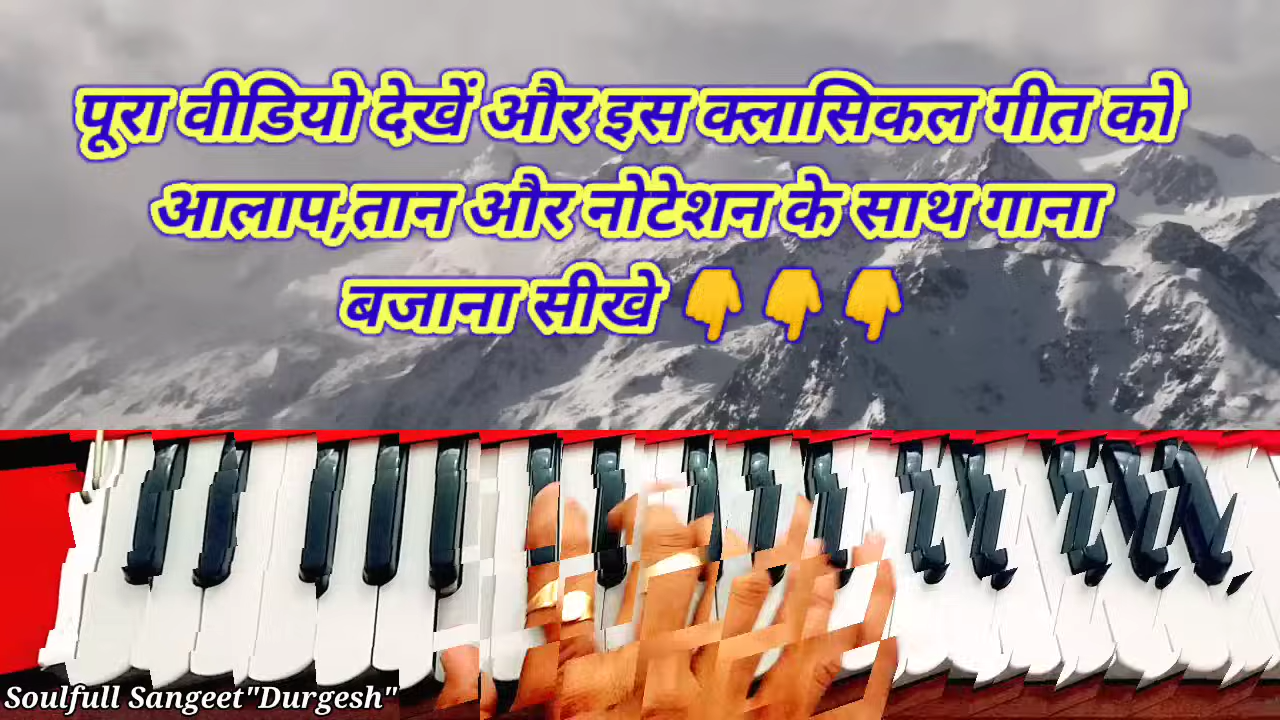 पूरा वीडियो देखें और इस क्लासिकल गीत को
आलाप,तान और नोटेशन के साथ गाना
बजाना सीखे 👇👇👇
Soulfull Sangeet"Durgesh"